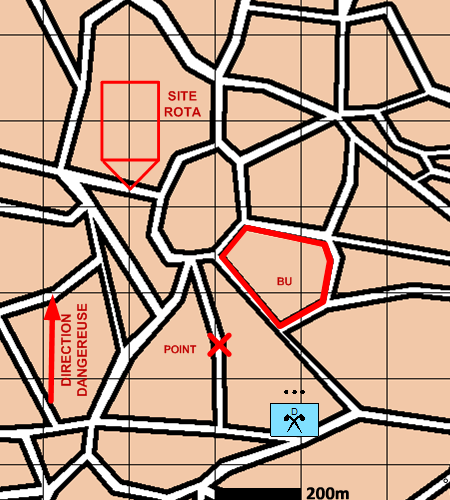 SITE
ROTA
BU
DIRECTION
DANGEREUSE
POINT
D
200m